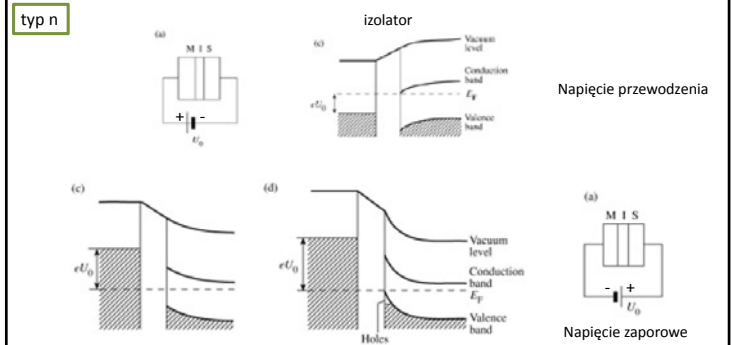 typ n
izolator
(a)
M I S
+ -
U0
(e)
Vacuum
level
Conduction
band
EF
eU0
Valence
band
Napięcie przewodzenia
(c)
eU0
(d)
eU0
Vacuum
level
Conduction
band
EF
Valence
band
Holes
(a)
M I S
- +
U0
Napięcie zaporowe